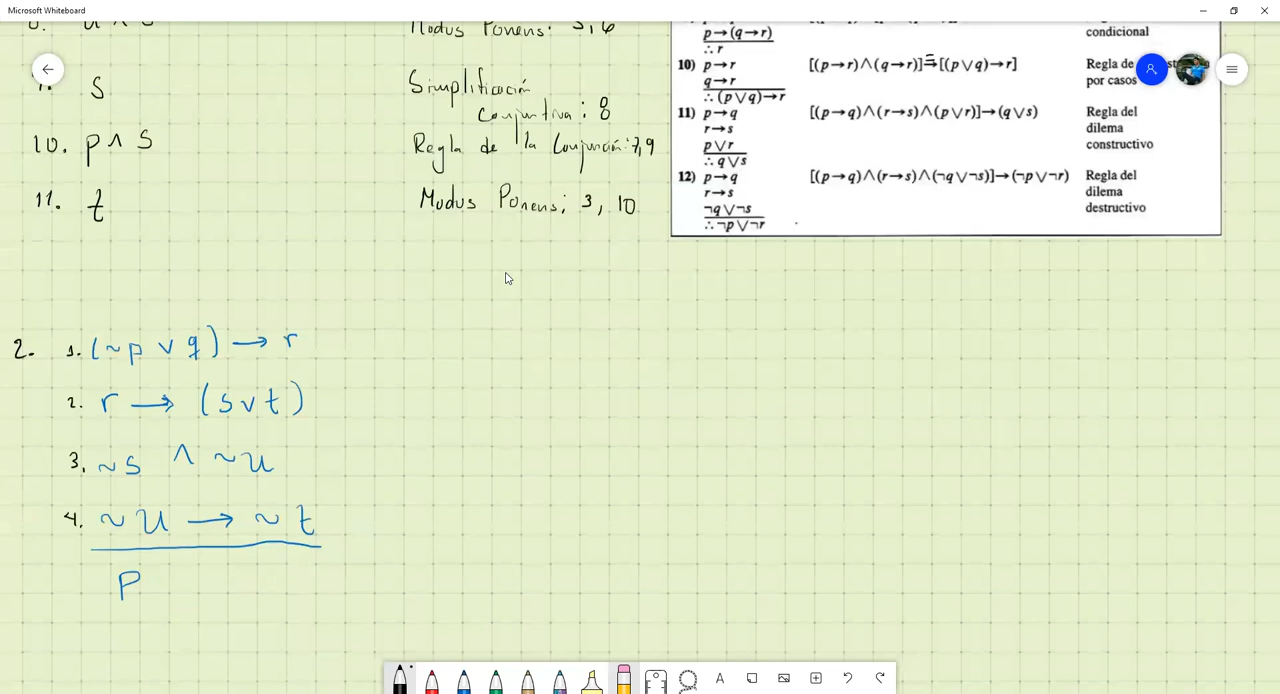 Microsoft Whiteboard
Modus Ponens: 5, 6
9. s
Simplificación
Conjuntiva: 8
10. p ∧ s
Regla de la Conjunción: 7, 9
11. t
Modus Ponens; 3, 10
p→(q→r)
∴ r
condicional
10) p→r [(p→r)∧(q→r)]≡→[(p∨q)→r] Regla de
q→r por casos
∴ (p∨q)→r
11) p→q [(p→q)∧(r→s)∧(p∨r)]→(q∨s) Regla del
r→s dilema
p∨r constructivo
∴ q∨s
12) p→q [(p→q)∧(r→s)∧(¬q∨¬s)]→(¬p∨¬r) Regla del
r→s dilema
¬q∨¬s destructivo
∴ ¬p∨¬r
2. 1. (~p ∨ q) → r
2. r → (s ∨ t)
3. ~s ∧ ~u
4. ~u → ~t
p